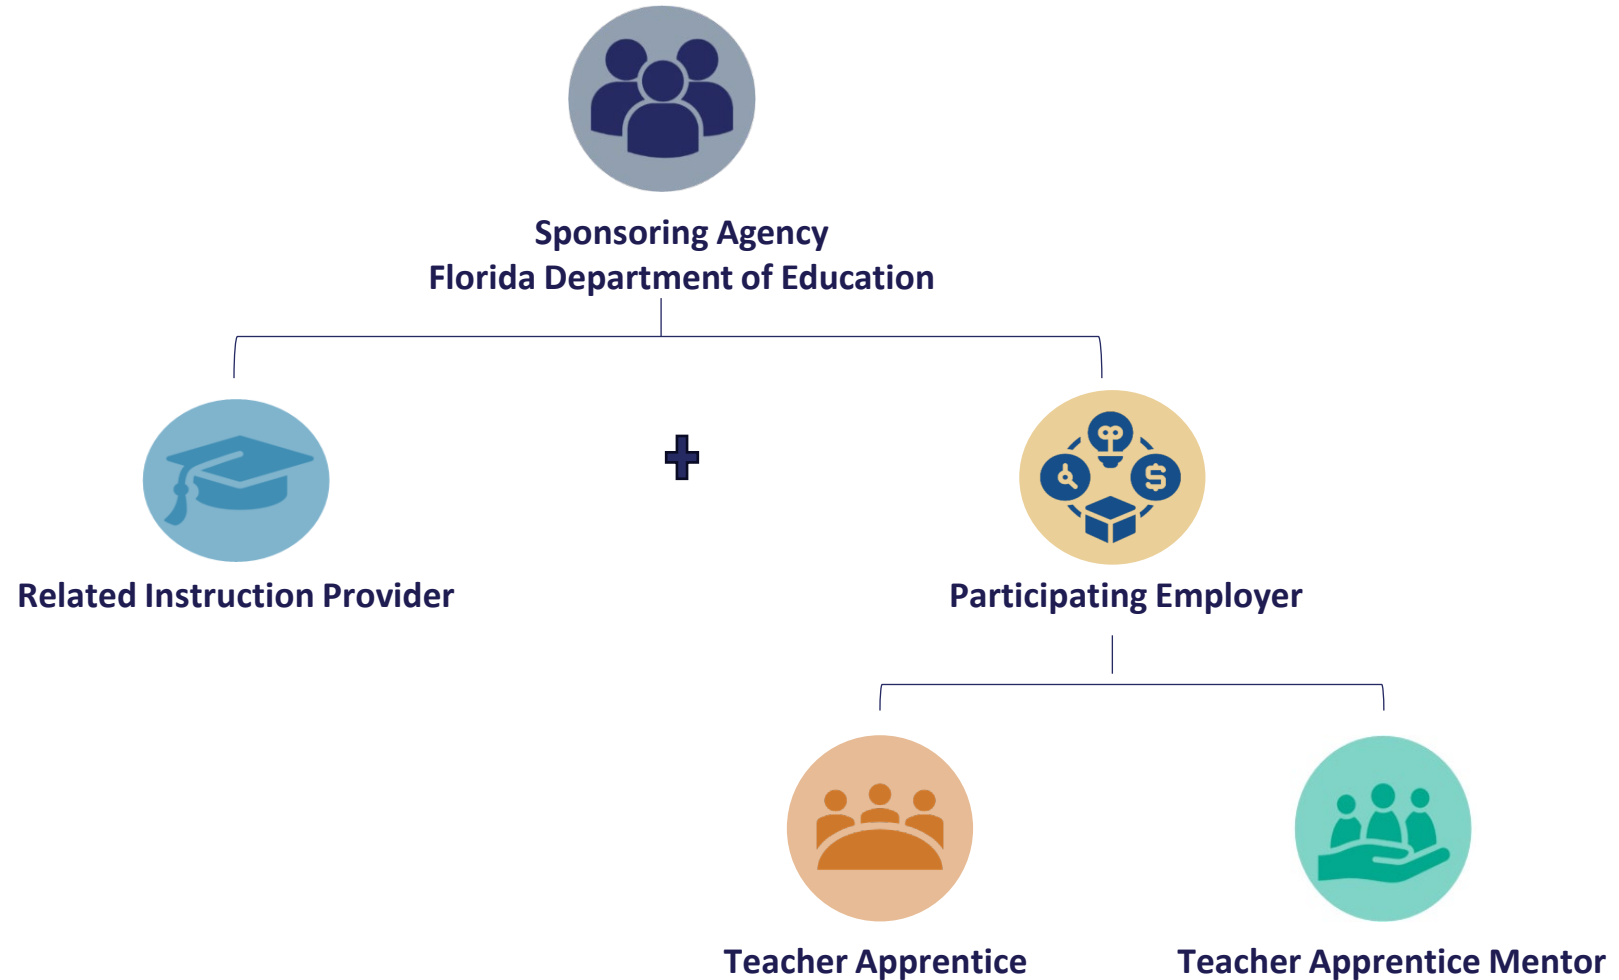 Sponsoring Agency
Florida Department of Education
Related Instruction Provider
Participating Employer
Teacher Apprentice
Teacher Apprentice Mentor